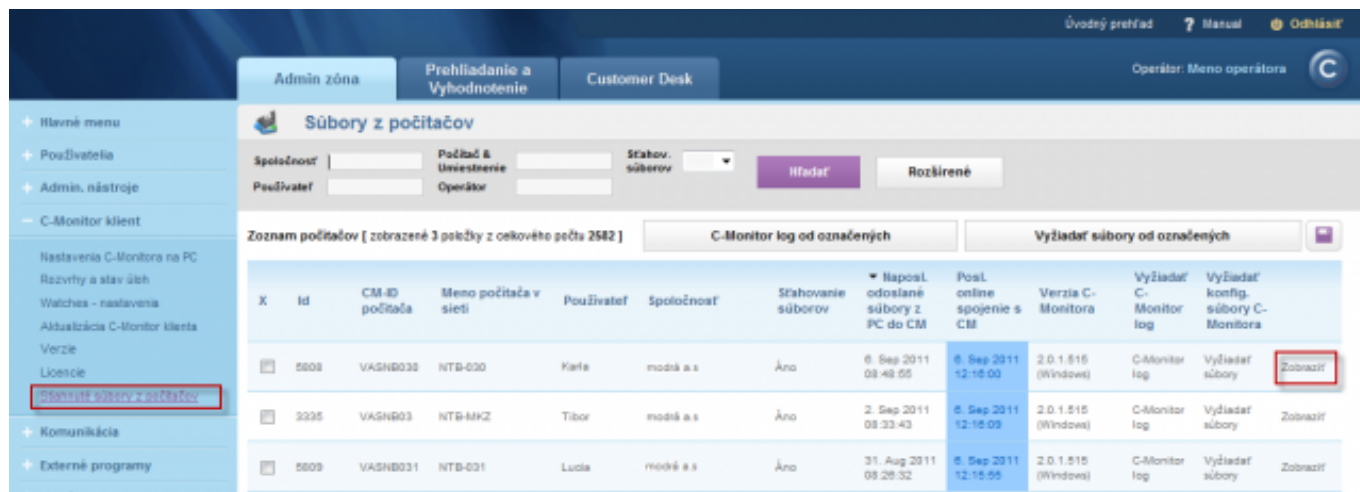 Úvodný prehľad ? Manual Odhlásiť
Admin zóna
Prehliadanie a Vyhodnotenie
Customer Desk
Operátor: Meno operátora
Hlavné menu
Používatelia
Admin. nástroje
C-Monitor klient
Nastavenia C-Monitora na PC
Rozvrhy a stav úloh
Watches - nastavenia
Aktualizácia C-Monitor klienta
Verzie
Licencie
Stiahnuté súbory z počítačov
Komunikácia
Externé programy
Súbory z počítačov
Spoločnosť
Počítač & Umiestnenie
Sťahov. súborov
Používateľ
Operátor
Hľadať
Rozšírené
Zoznam počítačov [ zobrazené 3 položky z celkového počtu 2582 ]
C-Monitor log od označených
Vyžiadať súbory od označených
X Id CM-ID počítača Meno počítača v sieti Používateľ Spoločnosť Sťahovanie súborov Naposl. odoslané súbory z PC do CM Posl. online spojenie s CM Verzia C-Monitora Vyžiadať C-Monitor log Vyžiadať konfig. súbory C-Monitora
5808 VASNB030 NTB-030 Karla modrá a.s Áno 6. Sep 2011 08:48:55 6. Sep 2011 12:16:00 2.0.1.515 (Windows) C-Monitor log Vyžiadať súbory Zobraziť
3335 VASNB03 NTB-MKZ Tibor modrá a.s Áno 2. Sep 2011 08:33:43 6. Sep 2011 12:16:09 2.0.1.515 (Windows) C-Monitor log Vyžiadať súbory Zobraziť
5809 VASNB031 NTB-031 Lucia modrá a.s Áno 31. Aug 2011 08:26:32 6. Sep 2011 12:15:55 2.0.1.515 (Windows) C-Monitor log Vyžiadať súbory Zobraziť